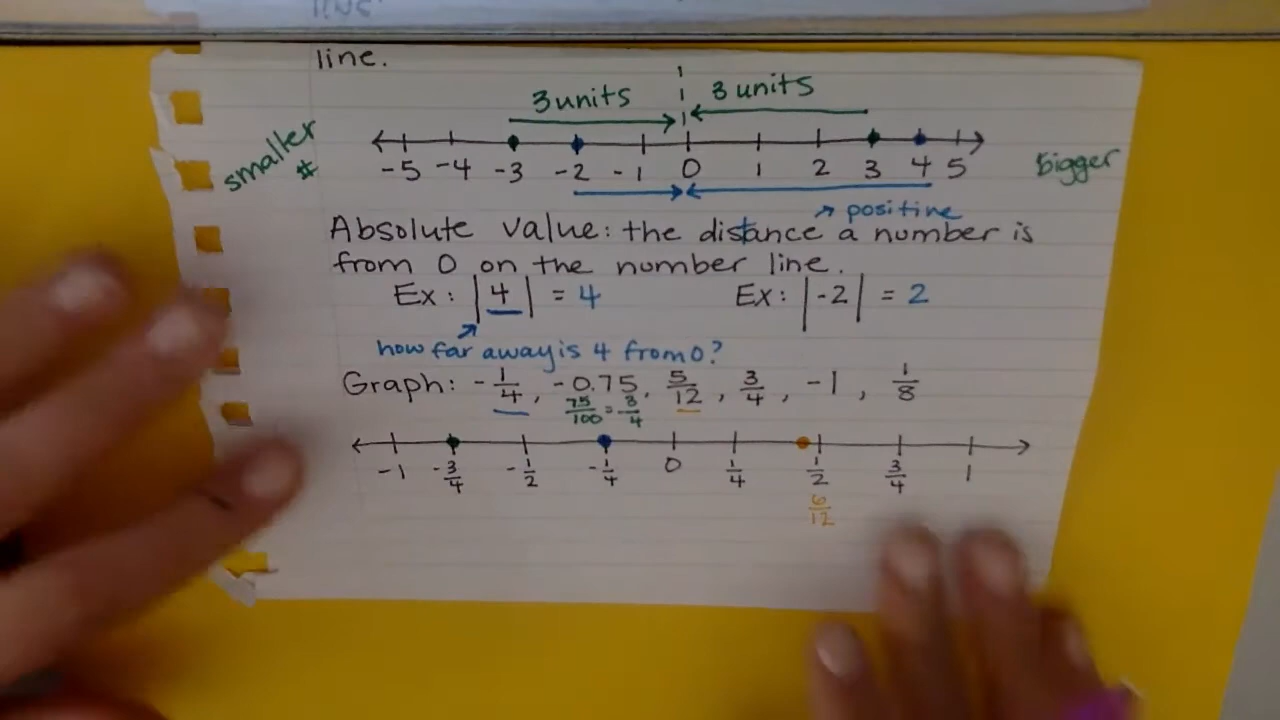 line.
3 units 3 units
smaller #
-5 -4 -3 -2 -1 0 1 2 3 4 5
bigger
positive
Absolute value: the distance a number is
from 0 on the number line.
Ex: |4| = 4 Ex: |-2| = 2
how far away is 4 from 0?
Graph: -1/4, -0.75, 5/12, 3/4, -1, 1/8
75/100 = -3/4
-1 -3/4 -1/2 -1/4 0 1/4 1/2 3/4 1
6/12